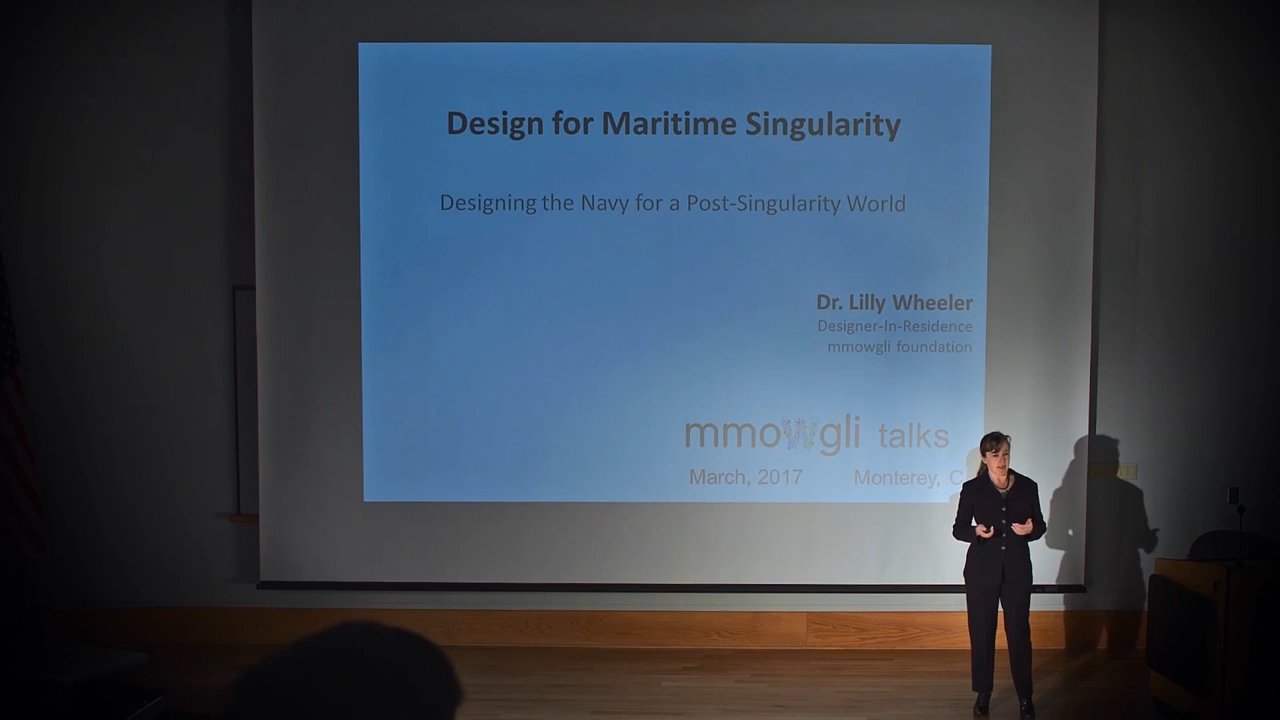 Design for Maritime Singularity
Designing the Navy for a Post-Singularity World
Dr. Lilly Wheeler
Designer-In-Residence
mmowgli foundation
mmowgli talks
March, 2017 Monterey, C